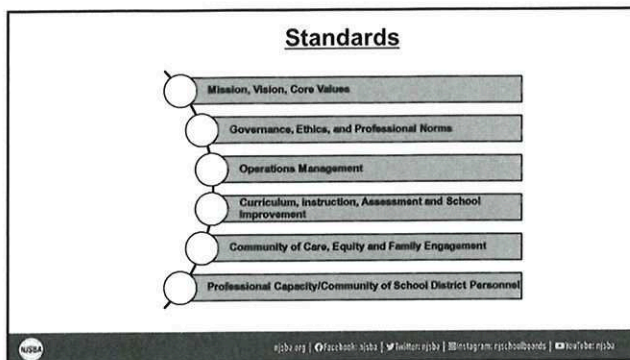 Standards
Mission, Vision, Core Values
Governance, Ethics, and Professional Norms
Operations Management
Curriculum, Instruction, Assessment and School
Improvement
Community of Care, Equity and Family Engagement
Professional Capacity/Community of School District Personnel
NJSBA
njsba.org | Facebook: njsba | Twitter: njsba | Instagram: njschoolboards | YouTube: njsba